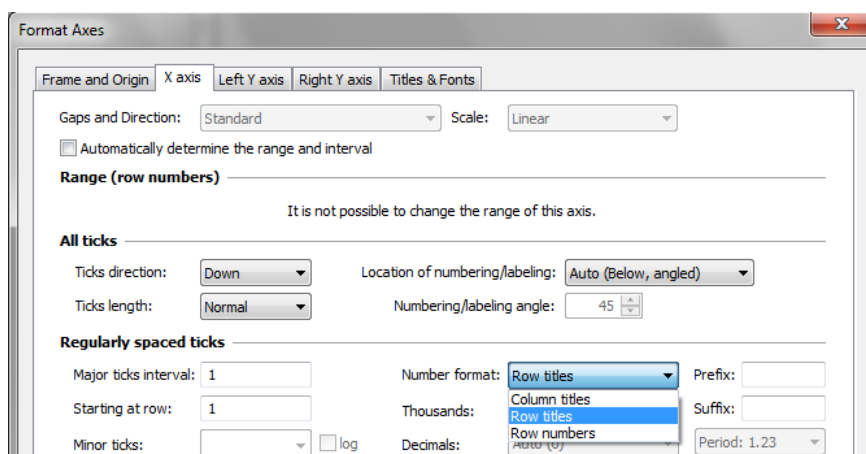 Format Axes
Frame and Origin X axis Left Y axis Right Y axis Titles & Fonts
Gaps and Direction: Standard Scale: Linear
Automatically determine the range and interval
Range (row numbers)
It is not possible to change the range of this axis.
All ticks
Ticks direction: Down Location of numbering/labeling: Auto (Below, angled)
Ticks length: Normal Numbering/labeling angle: 45
Regularly spaced ticks
Major ticks interval: 1 Number format: Row titles Prefix:
Column titles
Starting at row: 1 Thousands: Row titles Suffix:
Row numbers
Minor ticks: log Decimals: Auto (0) Period: 1.23